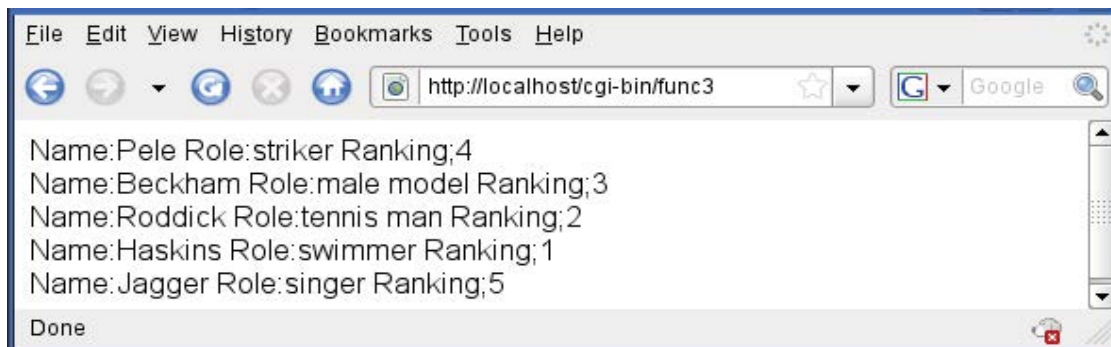 File Edit View History Bookmarks Tools Help
http://localhost/cgi-bin/func3 G Google
Name:Pele Role:striker Ranking;4
Name:Beckham Role:male model Ranking;3
Name:Roddick Role:tennis man Ranking;2
Name:Haskins Role:swimmer Ranking;1
Name:Jagger Role:singer Ranking;5
Done